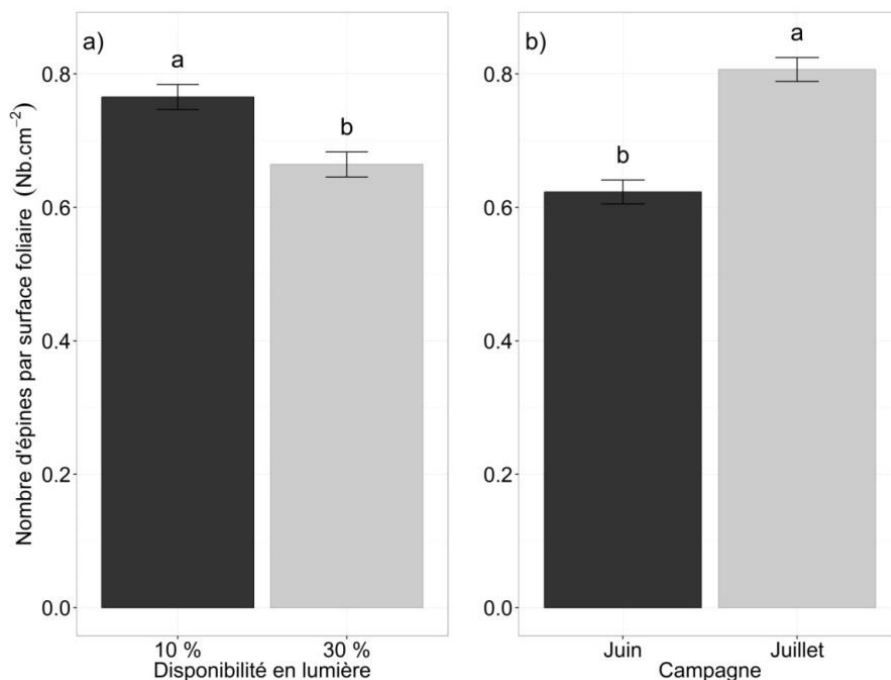 a)
a
b
0.8
0.6
0.4
0.2
0.0
Nombre d'épines par surface foliaire (Nb.cm⁻²)
10 %
30 %
Disponibilité en lumière
b)
b
a
0.8
0.6
0.4
0.2
0.0
Juin
Juillet
Campagne